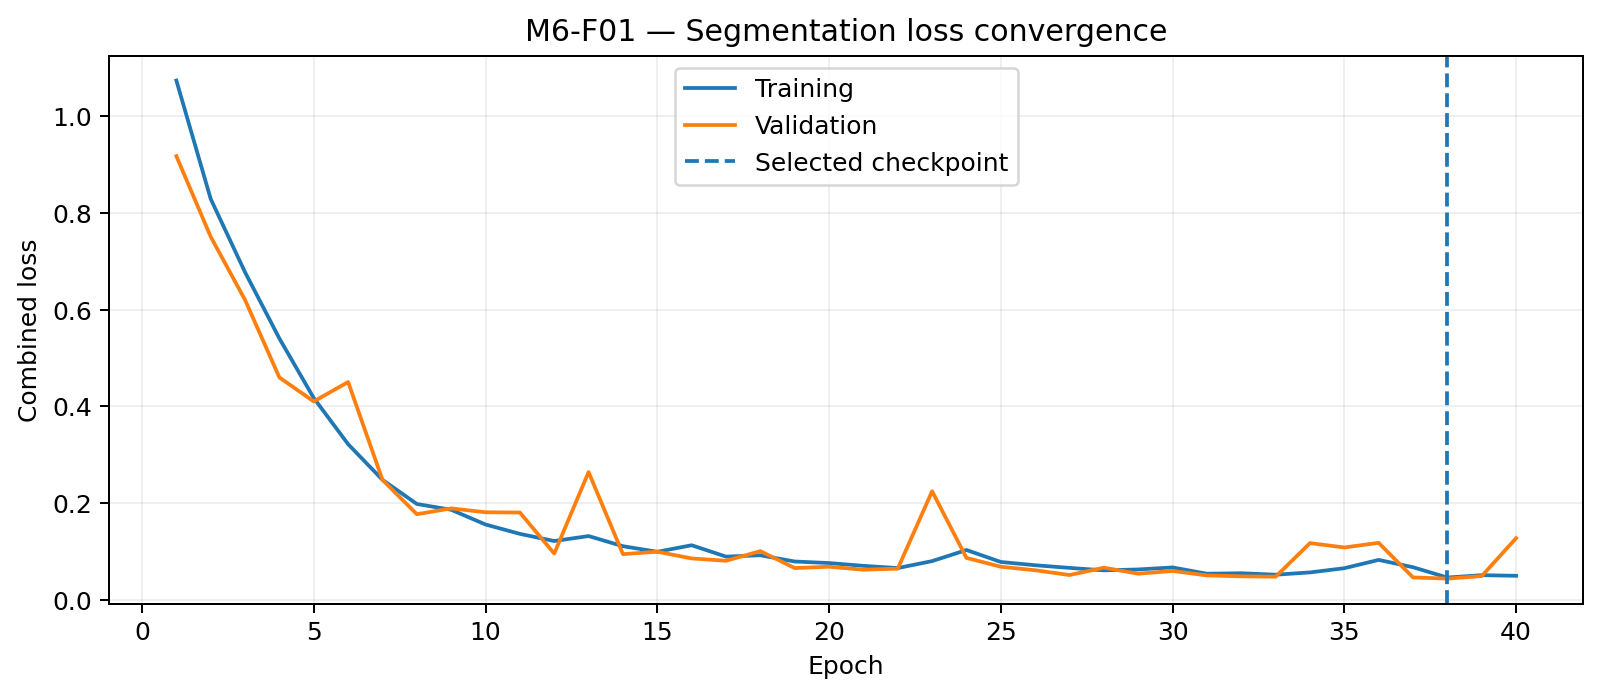 M6-F01 — Segmentation loss convergence
Training
Validation
Selected checkpoint
Combined loss
1.0
0.8
0.6
0.4
0.2
0.0
0 5 10 15 20 25 30 35 40
Epoch